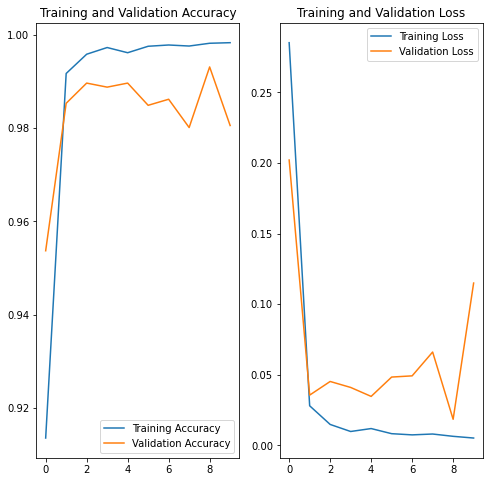 Training and Validation Accuracy
1.00
0.98
0.96
0.94
0.92
0 2 4 6 8
Training Accuracy
Validation Accuracy
Training and Validation Loss
0.25
0.20
0.15
0.10
0.05
0.00
0 2 4 6 8
Training Loss
Validation Loss